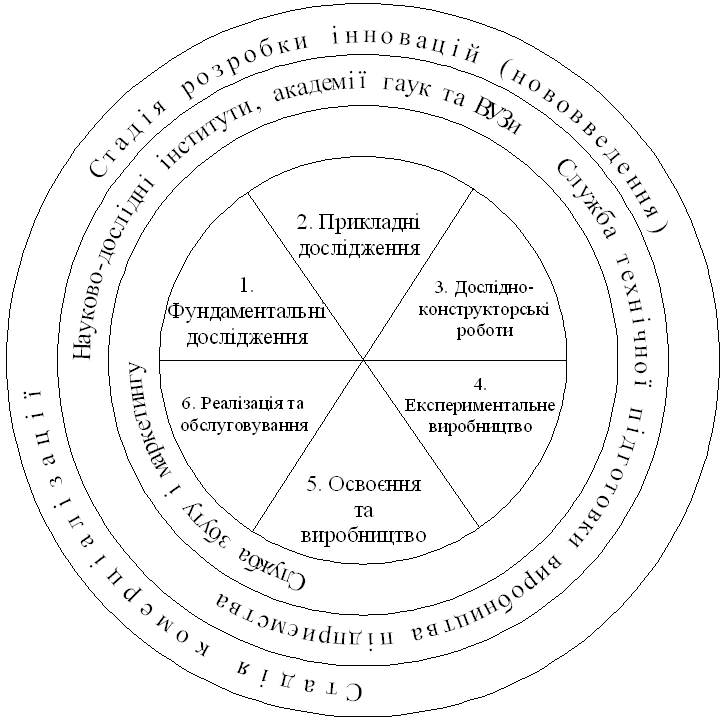 Стадія розробки інновацій (нововведення)
Науково-дослідні інститути, академії гаук та ВУЗи
Служба технічної підготовки виробництва підприємства
2. Прикладні
дослідження
1.
Фундаментальні
дослідження
3. Дослідно-
конструкторські
роботи
6. Реалізація та
обслуговування
4.
Експериментальне
виробництво
5. Освоєння
та
виробництво
Служба збуту і маркетингу
Стадія комерціалізації